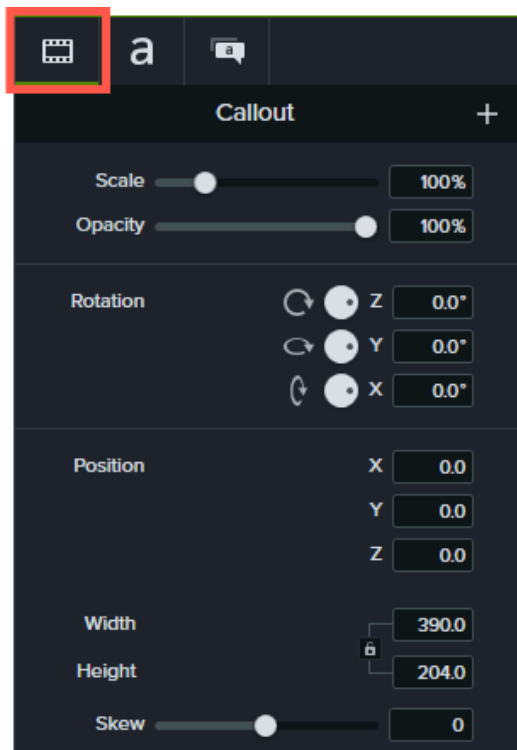 a
a
Callout +
Scale 100%
Opacity 100%
Rotation Z 0.0°
Y 0.0°
X 0.0°
Position X 0.0
Y 0.0
Z 0.0
Width 390.0
Height 204.0
Skew 0